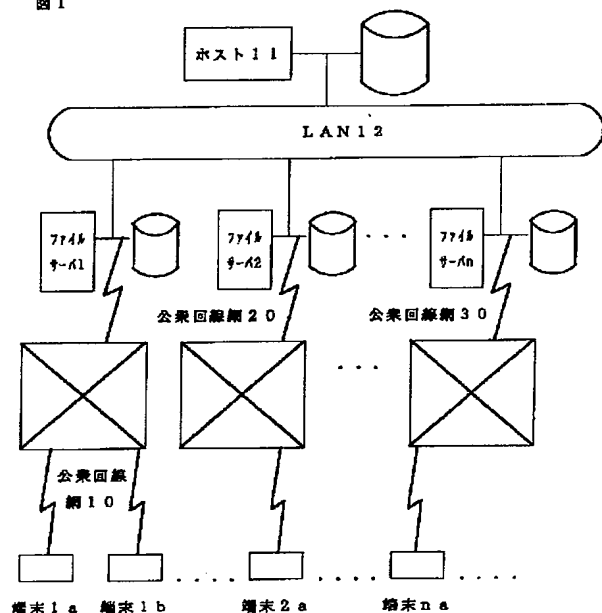 図1
ホスト11
LAN12
ファイル
サーバ1
ファイル
サーバ2
ファイル
サーバn
公衆回線網20
公衆回線網30
公衆回線
網10
端末1a
端末1b
端末2a
端末na